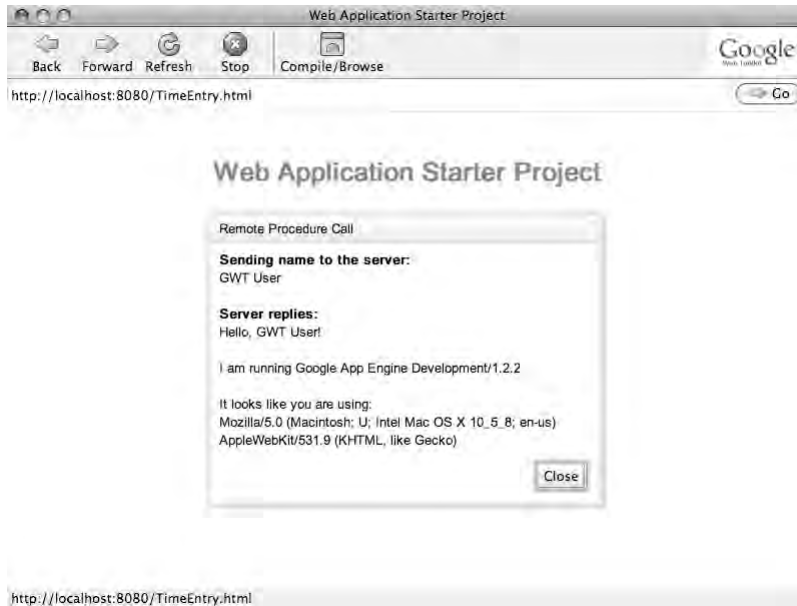 Web Application Starter Project
Back Forward Refresh Stop Compile/Browse
Google
Web Toolkit
http://localhost:8080/TimeEntry.html
Go
Web Application Starter Project
Remote Procedure Call
Sending name to the server:
GWT User
Server replies:
Hello, GWT User!
I am running Google App Engine Development/1.2.2
It looks like you are using:
Mozilla/5.0 (Macintosh; U; Intel Mac OS X 10_5_8; en-us)
AppleWebKit/531.9 (KHTML, like Gecko)
Close
http://localhost:8080/TimeEntry.html